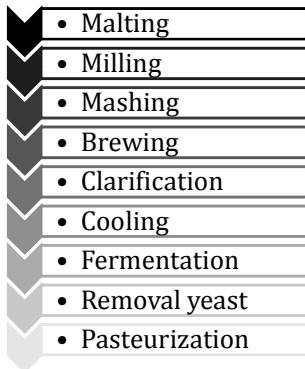 • Malting
• Milling
• Mashing
• Brewing
• Clarification
• Cooling
• Fermentation
• Removal yeast
• Pasteurization